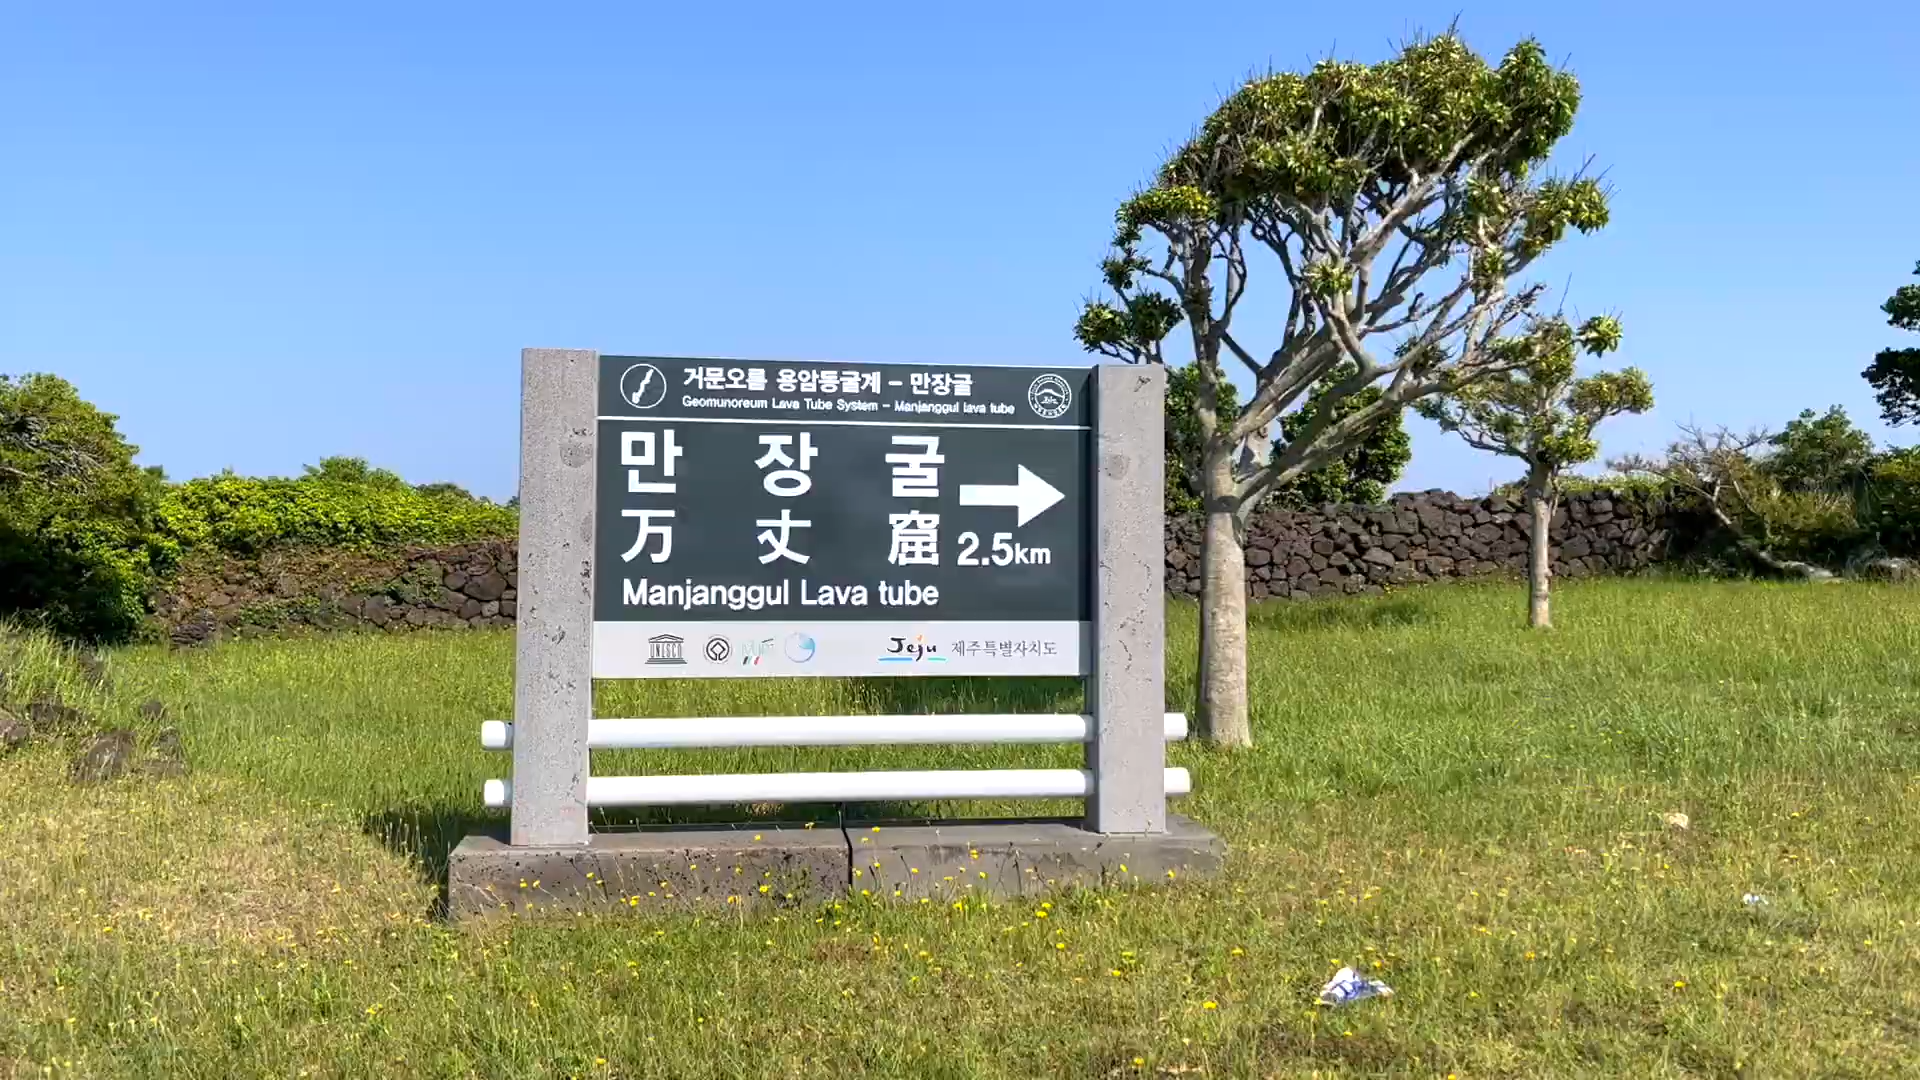 거문오름 용암동굴계 – 만장굴
Geomunoreum Lava Tube System – Manjanggul lava tube
만 장 굴
万 丈 窟
2.5km
Manjanggul Lava tube
UNESCO
Jeju 제주특별자치도